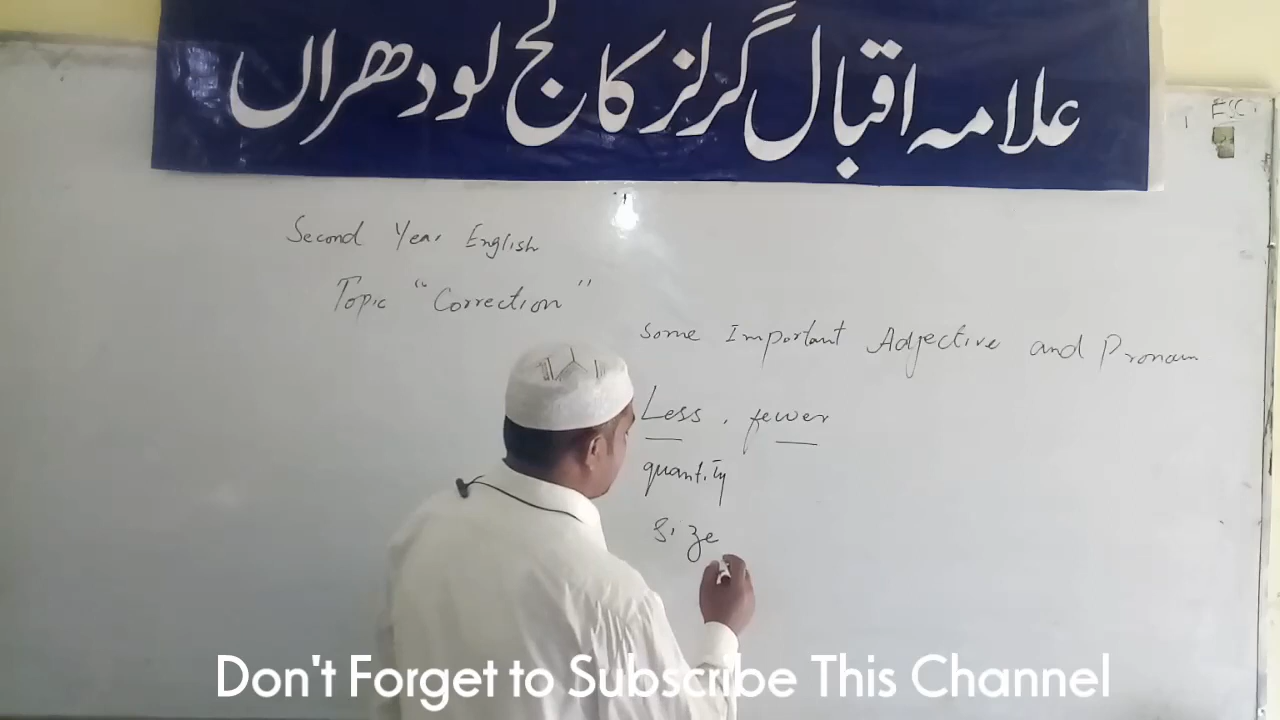 علامہ اقبال گرلز کالج لودھراں
Second Year English
Topic "Correction"
Some Important Adjective and Pronoun
Less, fewer
quantity
Size
Don't Forget to Subscribe This Channel